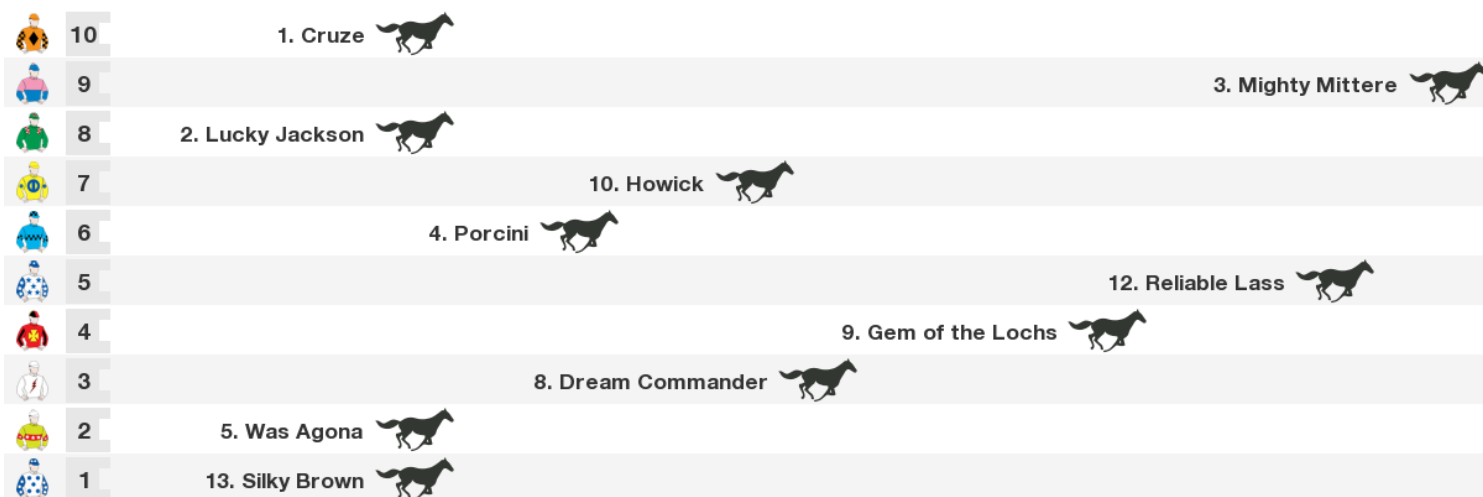 10 1. Cruze
9 3. Mighty Mittere
8 2. Lucky Jackson
7 10. Howick
6 4. Porcini
5 12. Reliable Lass
4 9. Gem of the Lochs
3 8. Dream Commander
2 5. Was Agona
1 13. Silky Brown